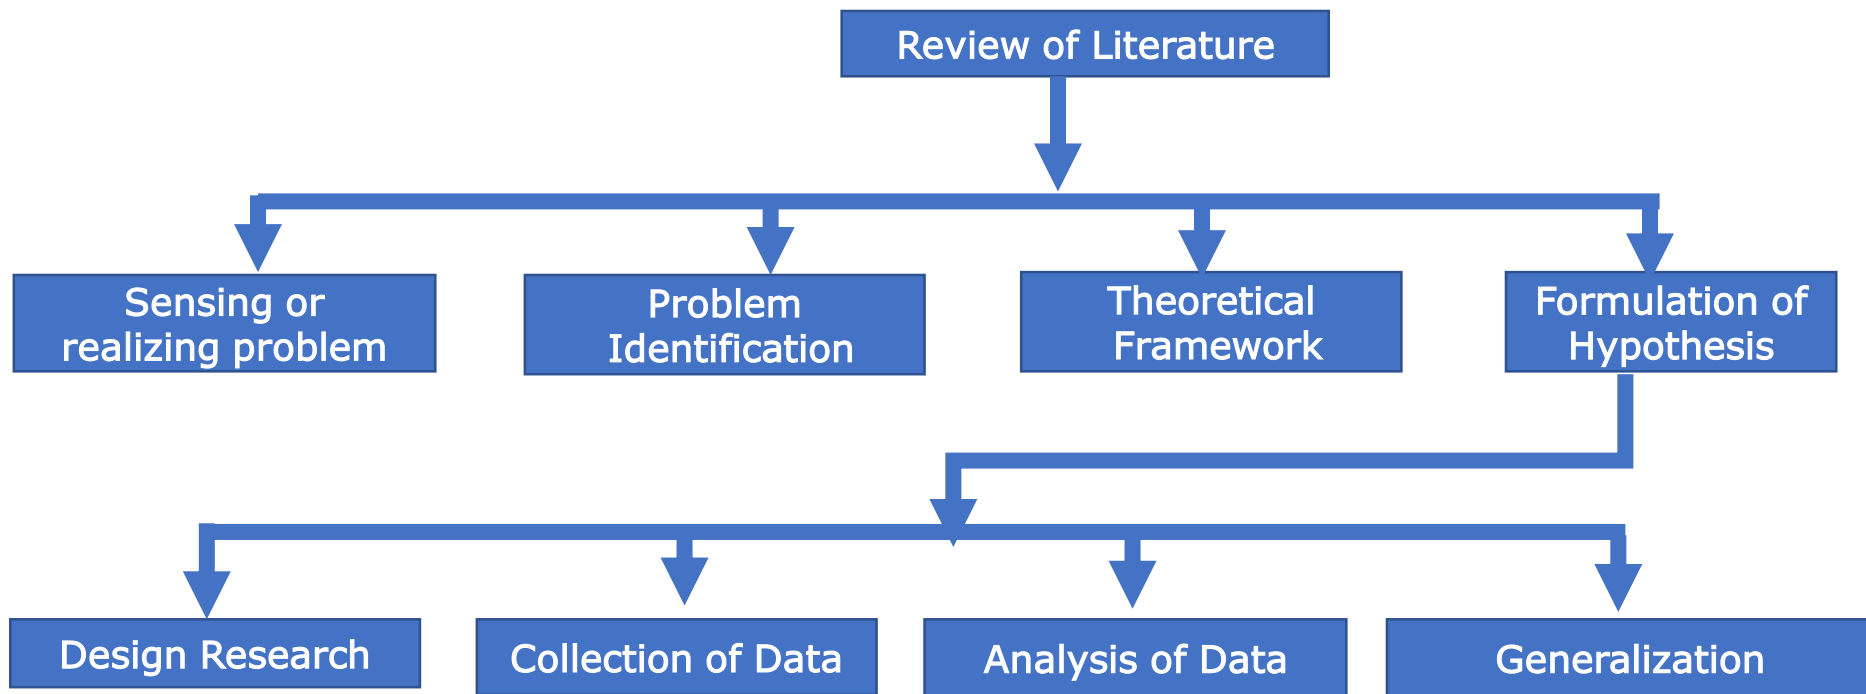 Review of Literature
Sensing or
realizing problem
Problem
Identification
Theoretical
Framework
Formulation of
Hypothesis
Design Research
Collection of Data
Analysis of Data
Generalization